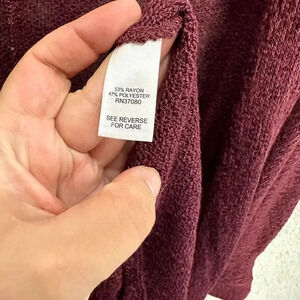 53% RAYON
47% POLYESTER
RN37080
SEE REVERSE
FOR CARE